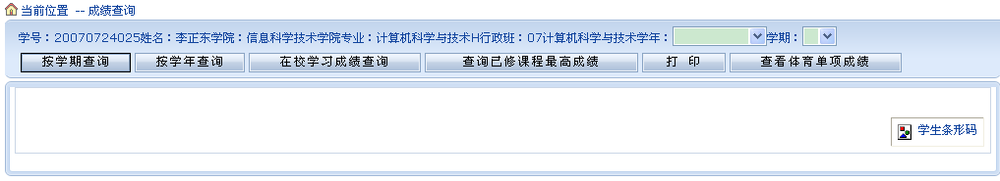 当前位置 -- 成绩查询
学号：20070724025姓名：李正东学院：信息科学技术学院专业：计算机科学与技术H行政班：07计算机科学与技术学年： 学期：
按学期查询 按学年查询 在校学习成绩查询 查询已修课程最高成绩 打 印 查看体育单项成绩
学生条形码